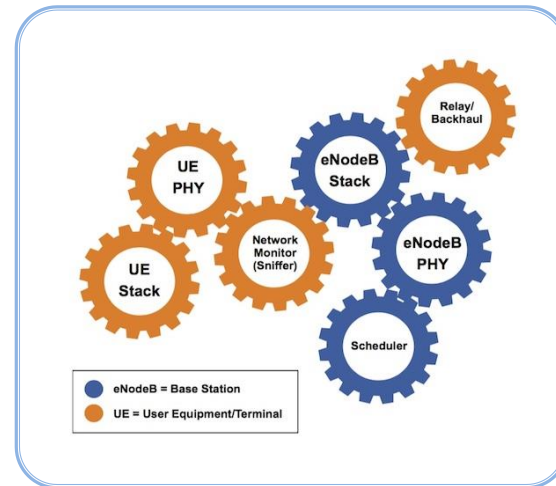 Relay/
Backhaul
eNodeB
Stack
UE
PHY
Network
Monitor
(Sniffer)
eNodeB
PHY
UE
Stack
Scheduler
eNodeB = Base Station
UE = User Equipment/Terminal